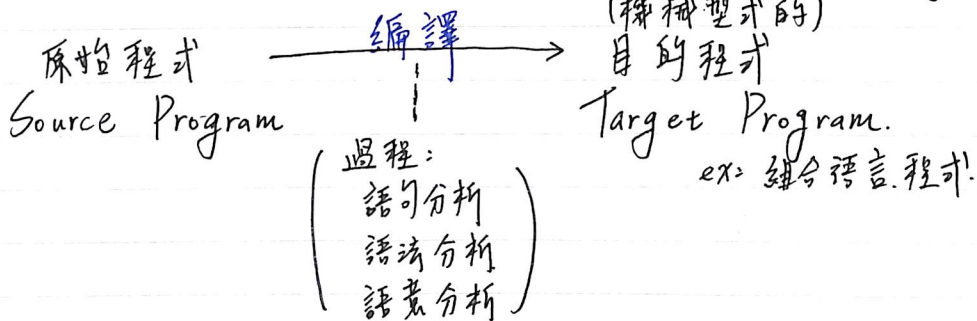 (機械型式的)
編譯
原始程式
目的程式
Source Program
Target Program.
ex: 組合語言.程式.
過程:
語句分析
語法分析
語意分析